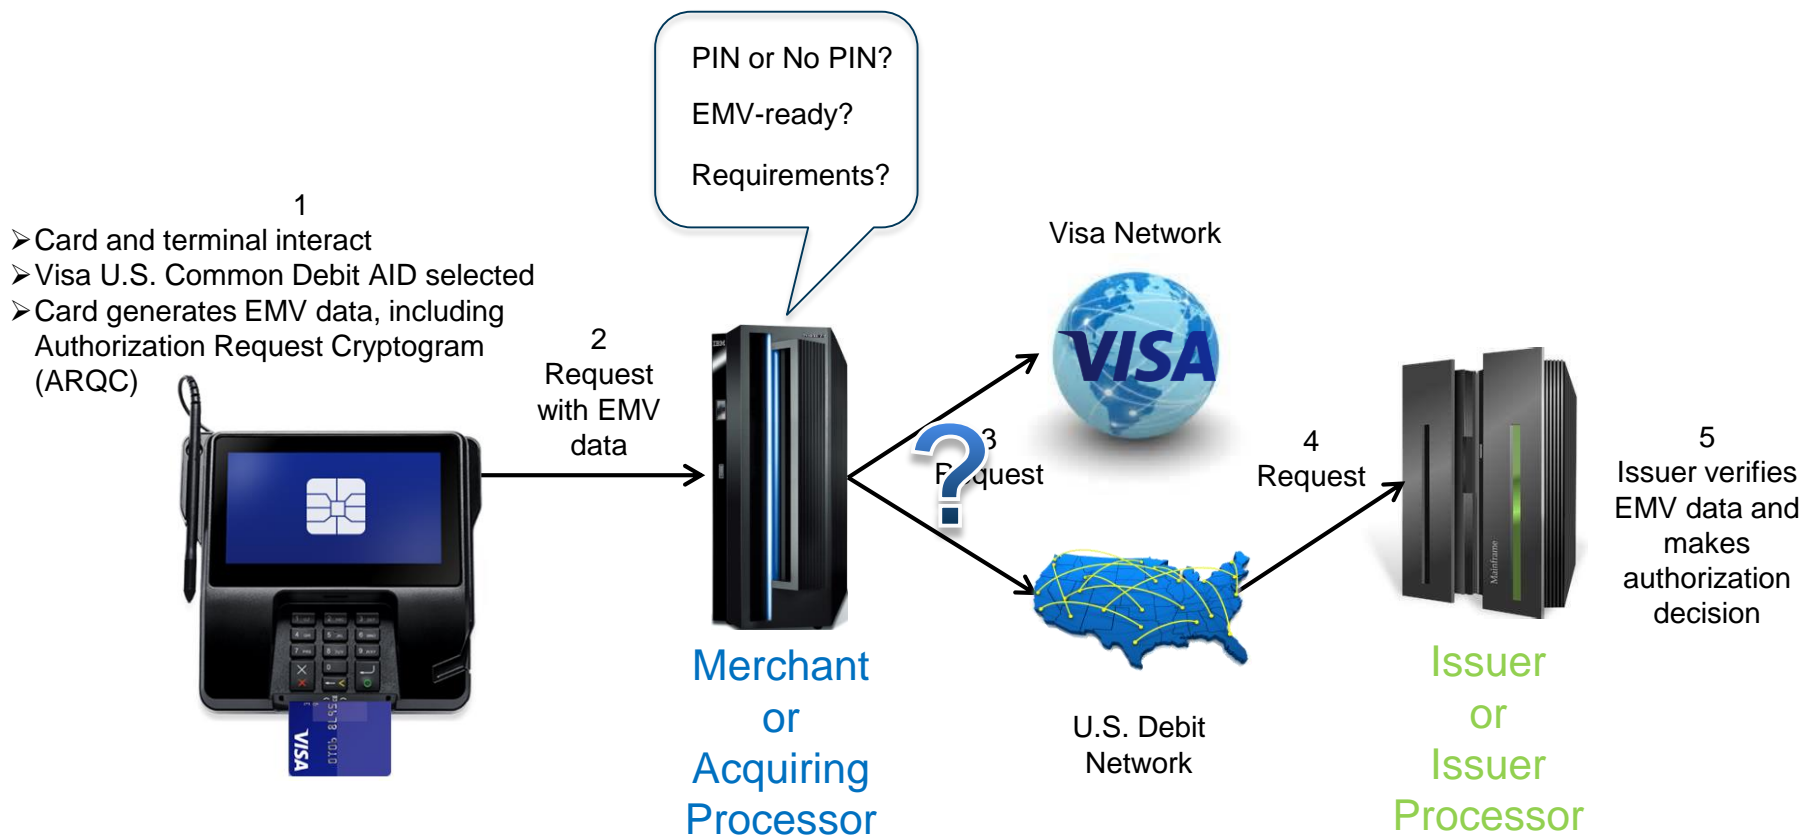 PIN or No PIN?
EMV-ready?
Requirements?
1
➢Card and terminal interact
➢Visa U.S. Common Debit AID selected
➢Card generates EMV data, including
Authorization Request Cryptogram
(ARQC)
2
Request
with EMV
data
Visa Network
VISA
?
3
Request
4
Request
5
Issuer verifies
EMV data and
makes
authorization
decision
Mainframe
IBM
VISA
Merchant
or
Acquiring
Processor
U.S. Debit
Network
Issuer
or
Issuer
Processor